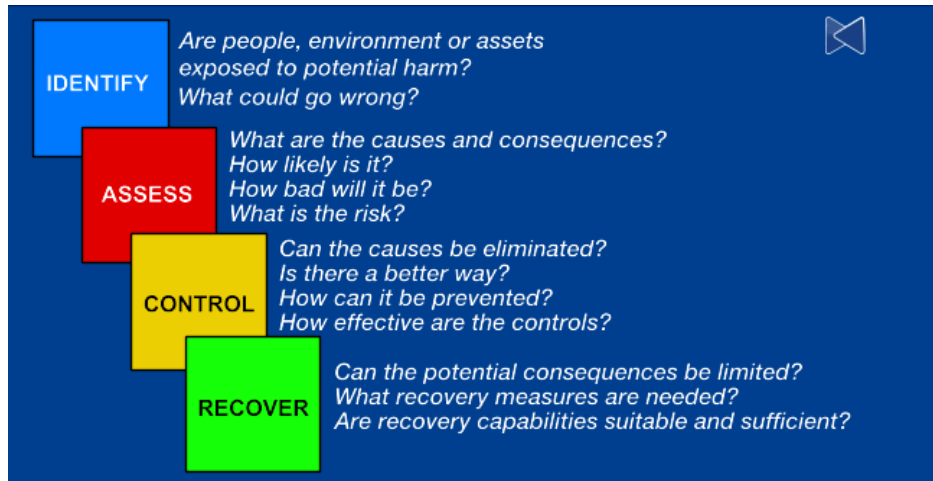 IDENTIFY
Are people, environment or assets
exposed to potential harm?
What could go wrong?
ASSESS
What are the causes and consequences?
How likely is it?
How bad will it be?
What is the risk?
CONTROL
Can the causes be eliminated?
Is there a better way?
How can it be prevented?
How effective are the controls?
RECOVER
Can the potential consequences be limited?
What recovery measures are needed?
Are recovery capabilities suitable and sufficient?